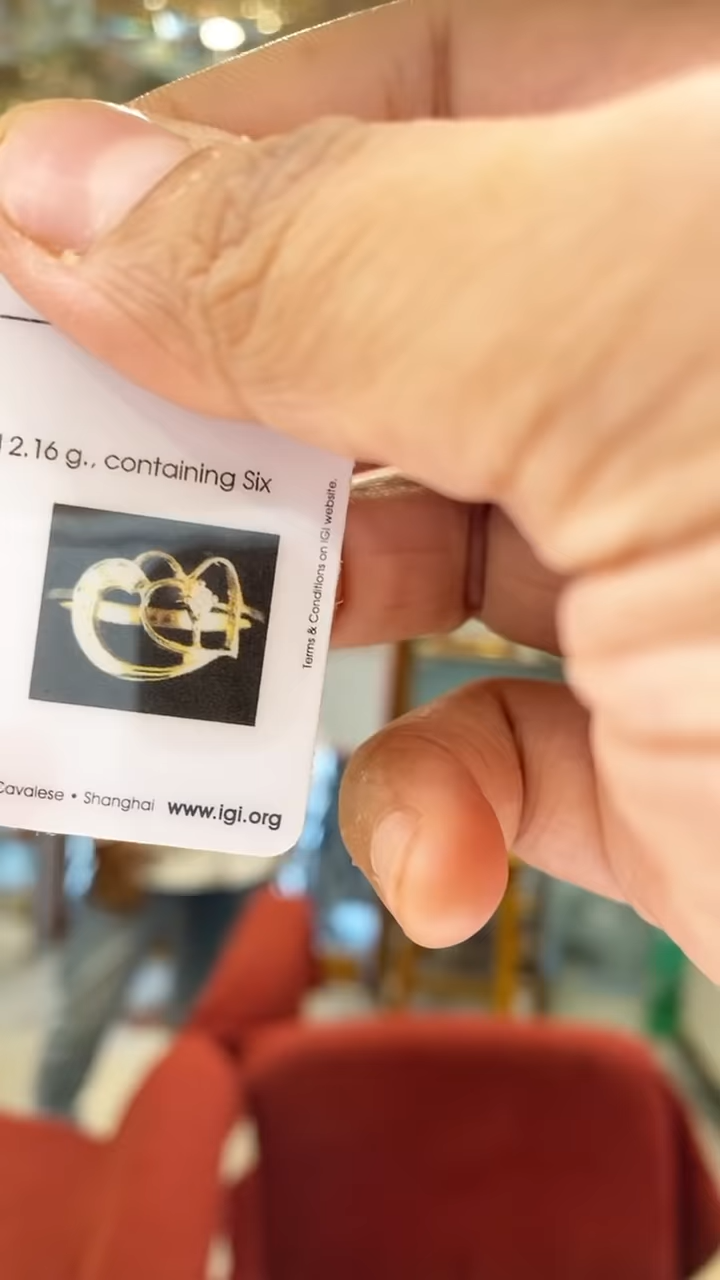 2.16 g., containing Six
Terms & Conditions on IGI website.
Cavalese • Shanghai www.igi.org